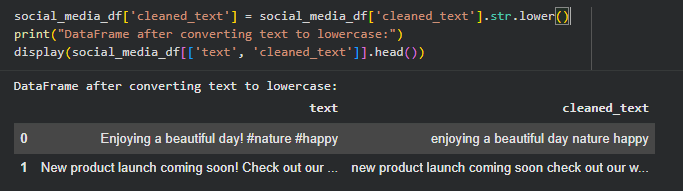 social_media_df['cleaned_text'] = social_media_df['cleaned_text'].str.lower()
print("DataFrame after converting text to lowercase:")
display(social_media_df[['text', 'cleaned_text']].head())
DataFrame after converting text to lowercase:
text cleaned_text
0 Enjoying a beautiful day! #nature #happy enjoying a beautiful day nature happy
1 New product launch coming soon! Check out our ... new product launch coming soon check out our w...